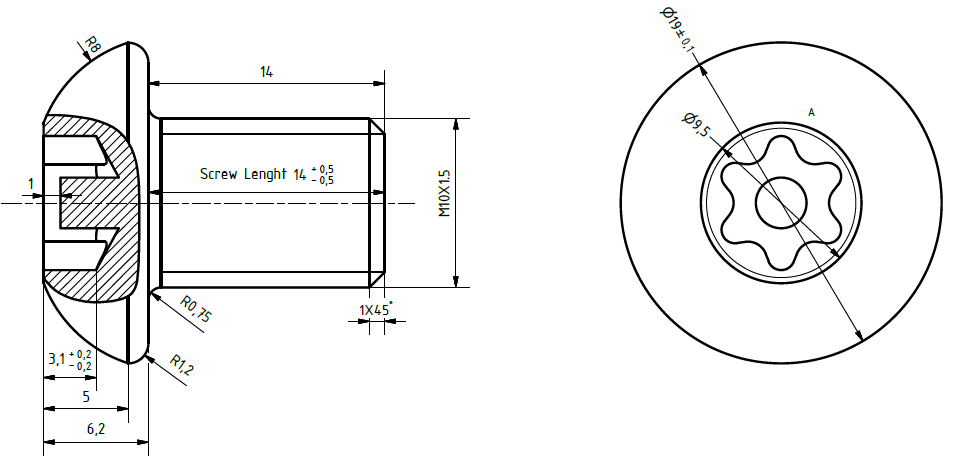 R8
14
Ø19±0,1
A
Ø9,5
Screw Lenght 14 +0,5 -0,5
1
M10X1.5
R0,75
1X45°
3,1 +0,2 -0,2
R1,2
5
6,2